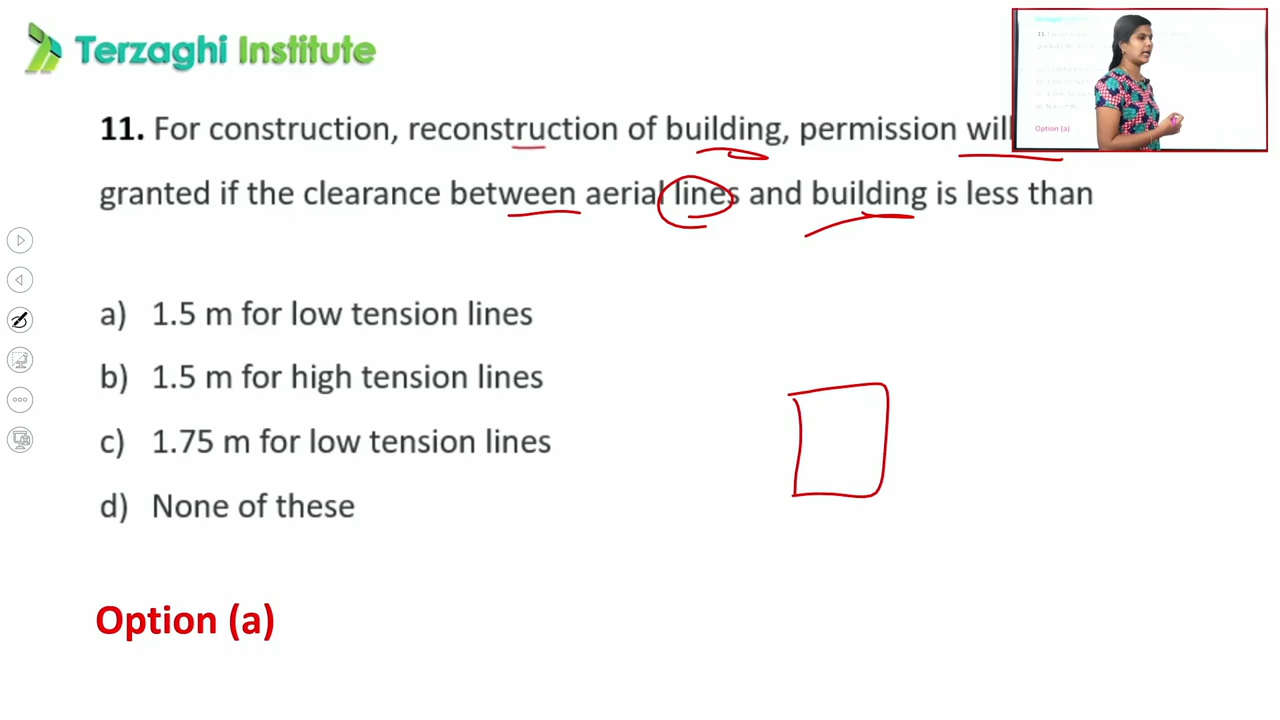 Terzaghi Institute
11. For construction, reconstruction of building, permission will
granted if the clearance between aerial lines and building is less than
a) 1.5 m for low tension lines
b) 1.5 m for high tension lines
c) 1.75 m for low tension lines
d) None of these
Option (a)
Option (a)